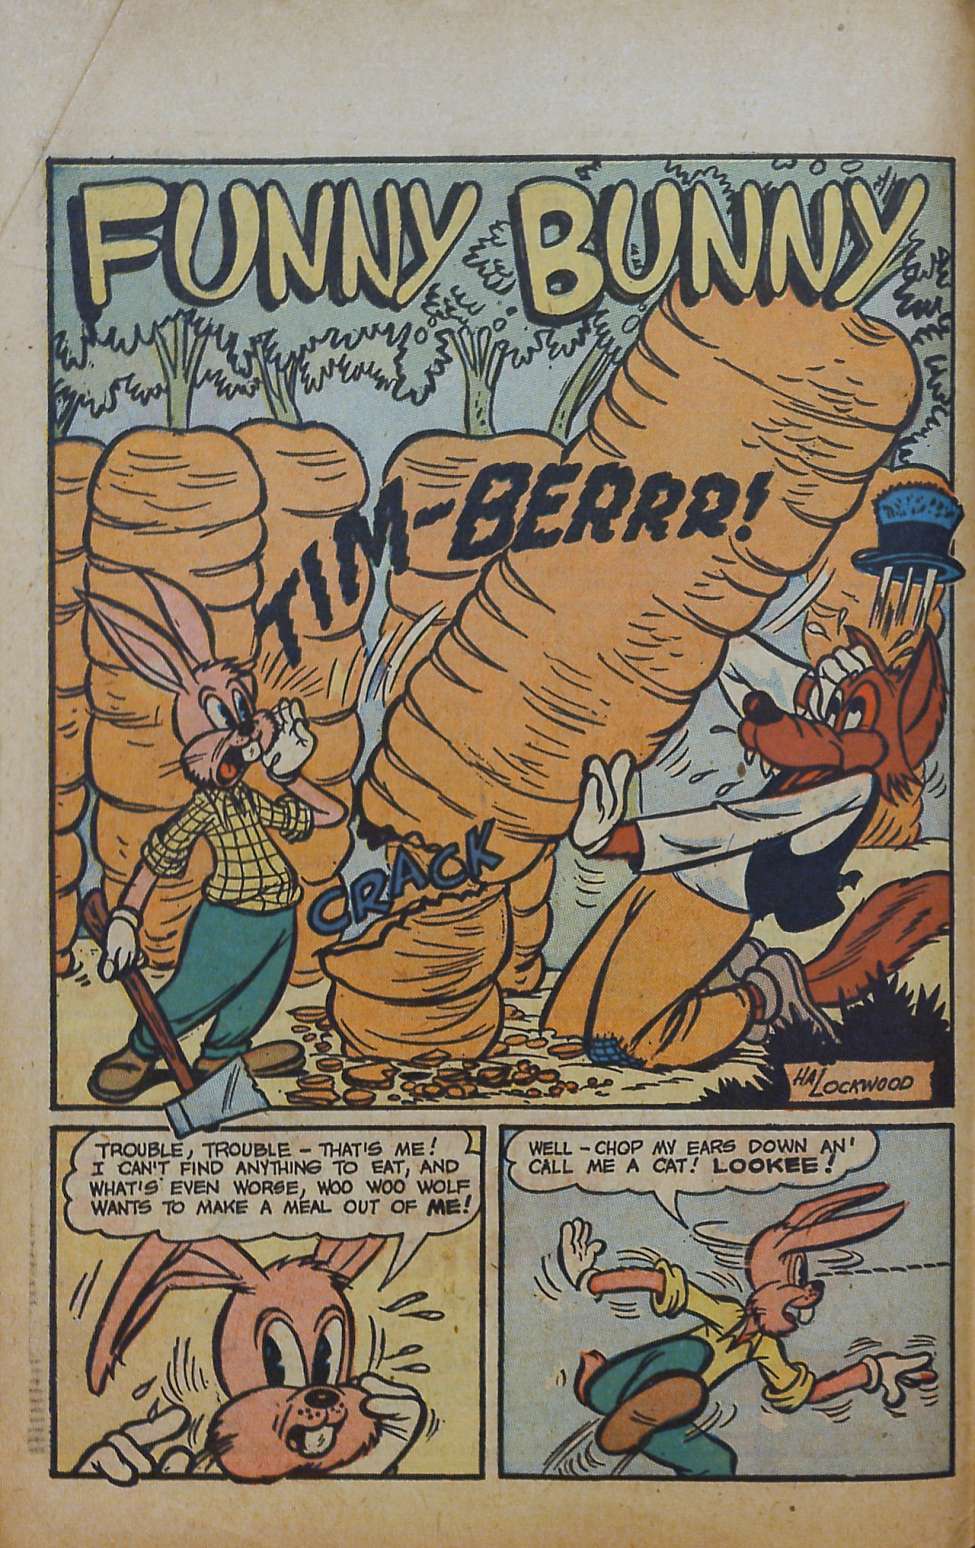 FUNNY BUNNY
TIM-BERRR!
CRACK
HAL LOCKWOOD
TROUBLE, TROUBLE - THAT'S ME!
I CAN'T FIND ANYTHING TO EAT, AND
WHAT'S EVEN WORSE, WOO WOO WOLF
WANTS TO MAKE A MEAL OUT OF ME!
WELL - CHOP MY EARS DOWN AN'
CALL ME A CAT! LOOKEE!